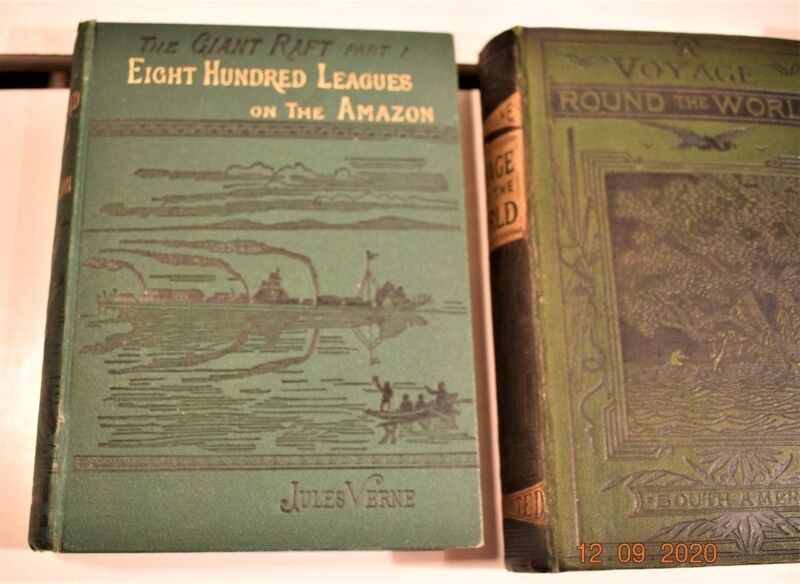 THE GIANT RAFT PART I
EIGHT HUNDRED LEAGUES
ON THE AMAZON
JULES VERNE
A
VOYAGE
ROUND THE WORLD
SOUTH AMER
12 09 2020